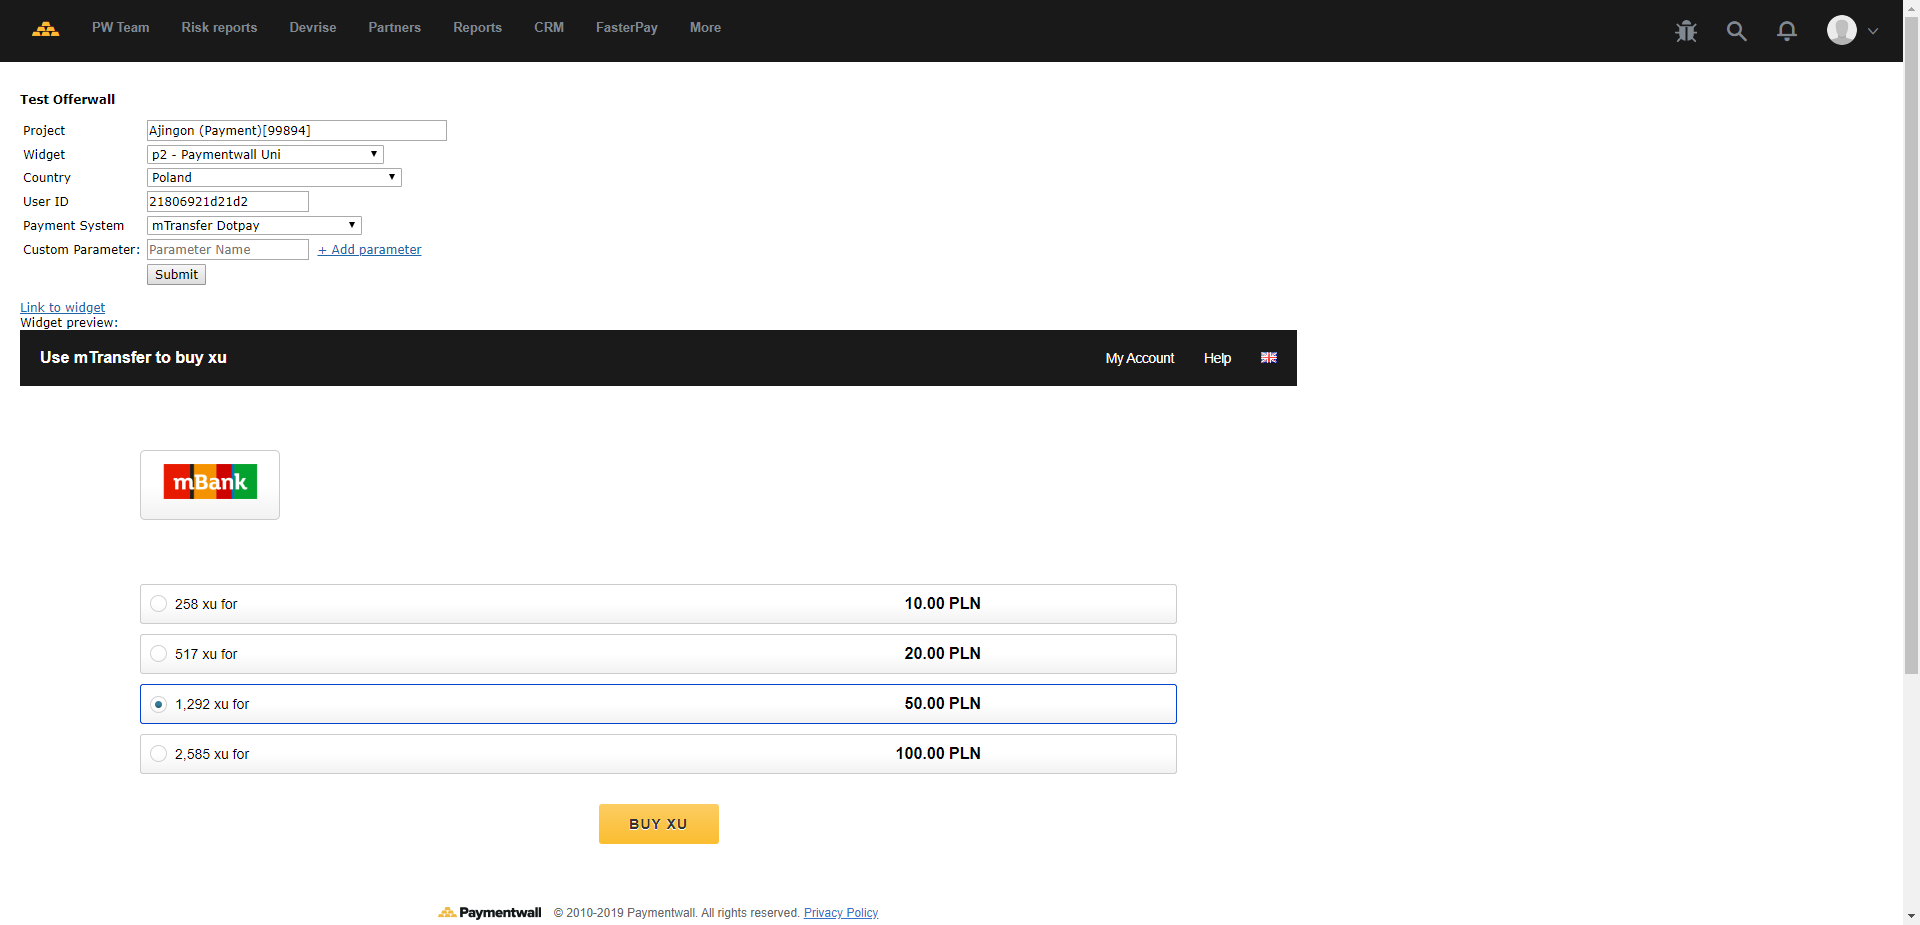 PW Team Risk reports Devrise Partners Reports CRM FasterPay More
Test Offerwall
Project Ajingon (Payment)[99894]
Widget p2 - Paymentwall Uni
Country Poland
User ID 21806921d21d2
Payment System mTransfer Dotpay
Custom Parameter: Parameter Name + Add parameter
Submit
Link to widget
Widget preview:
Use mTransfer to buy xu My Account Help
mBank
258 xu for 10.00 PLN
517 xu for 20.00 PLN
1,292 xu for 50.00 PLN
2,585 xu for 100.00 PLN
BUY XU
Paymentwall © 2010-2019 Paymentwall. All rights reserved. Privacy Policy